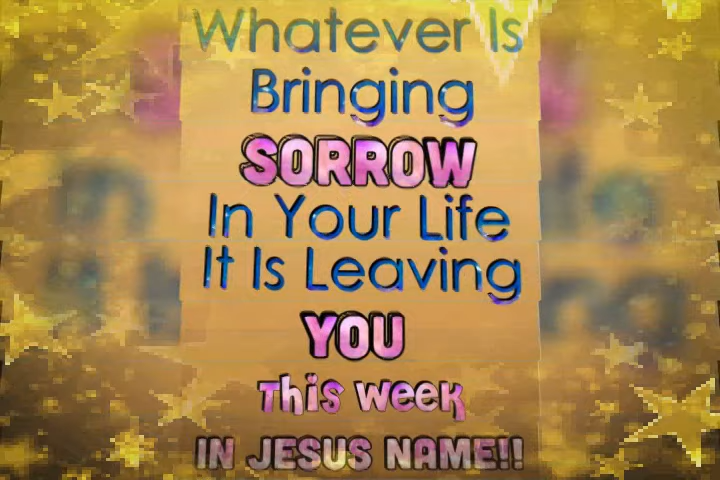 Whatever Is
Bringing
SORROW
In Your Life
It Is Leaving
YOU
This Week
IN JESUS NAME!!